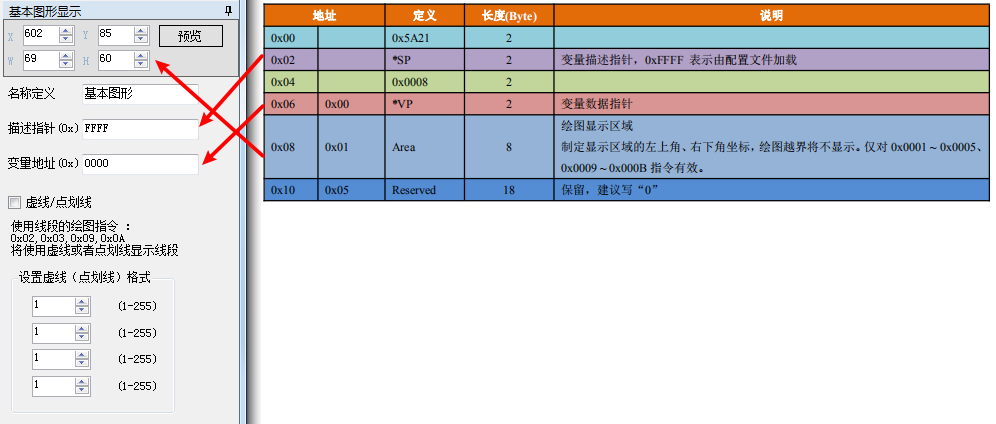 基本图形显示
X 602 Y 85 预览
W 69 H 60
名称定义 基本图形
描述指针(0x) FFFF
变量地址(0x) 0000
虚线/点划线
使用线段的绘图指令 :
0x02,0x03,0x09,0x0A
将使用虚线或者点划线显示线段
设置虚线（点划线）格式
1 (1-255)
1 (1-255)
1 (1-255)
1 (1-255)
地址 定义 长度(Byte) 说明
0x00 0x5A21 2
0x02 *SP 2 变量描述指针，0xFFFF 表示由配置文件加载
0x04 0x0008 2
0x06 0x00 *VP 2 变量数据指针
0x08 0x01 Area 8 绘图显示区域
制定显示区域的左上角、右下角坐标，绘图越界将不显示。仅对 0x0001～0x0005、
0x0009～0x000B 指令有效。
0x10 0x05 Reserved 18 保留，建议写“0”